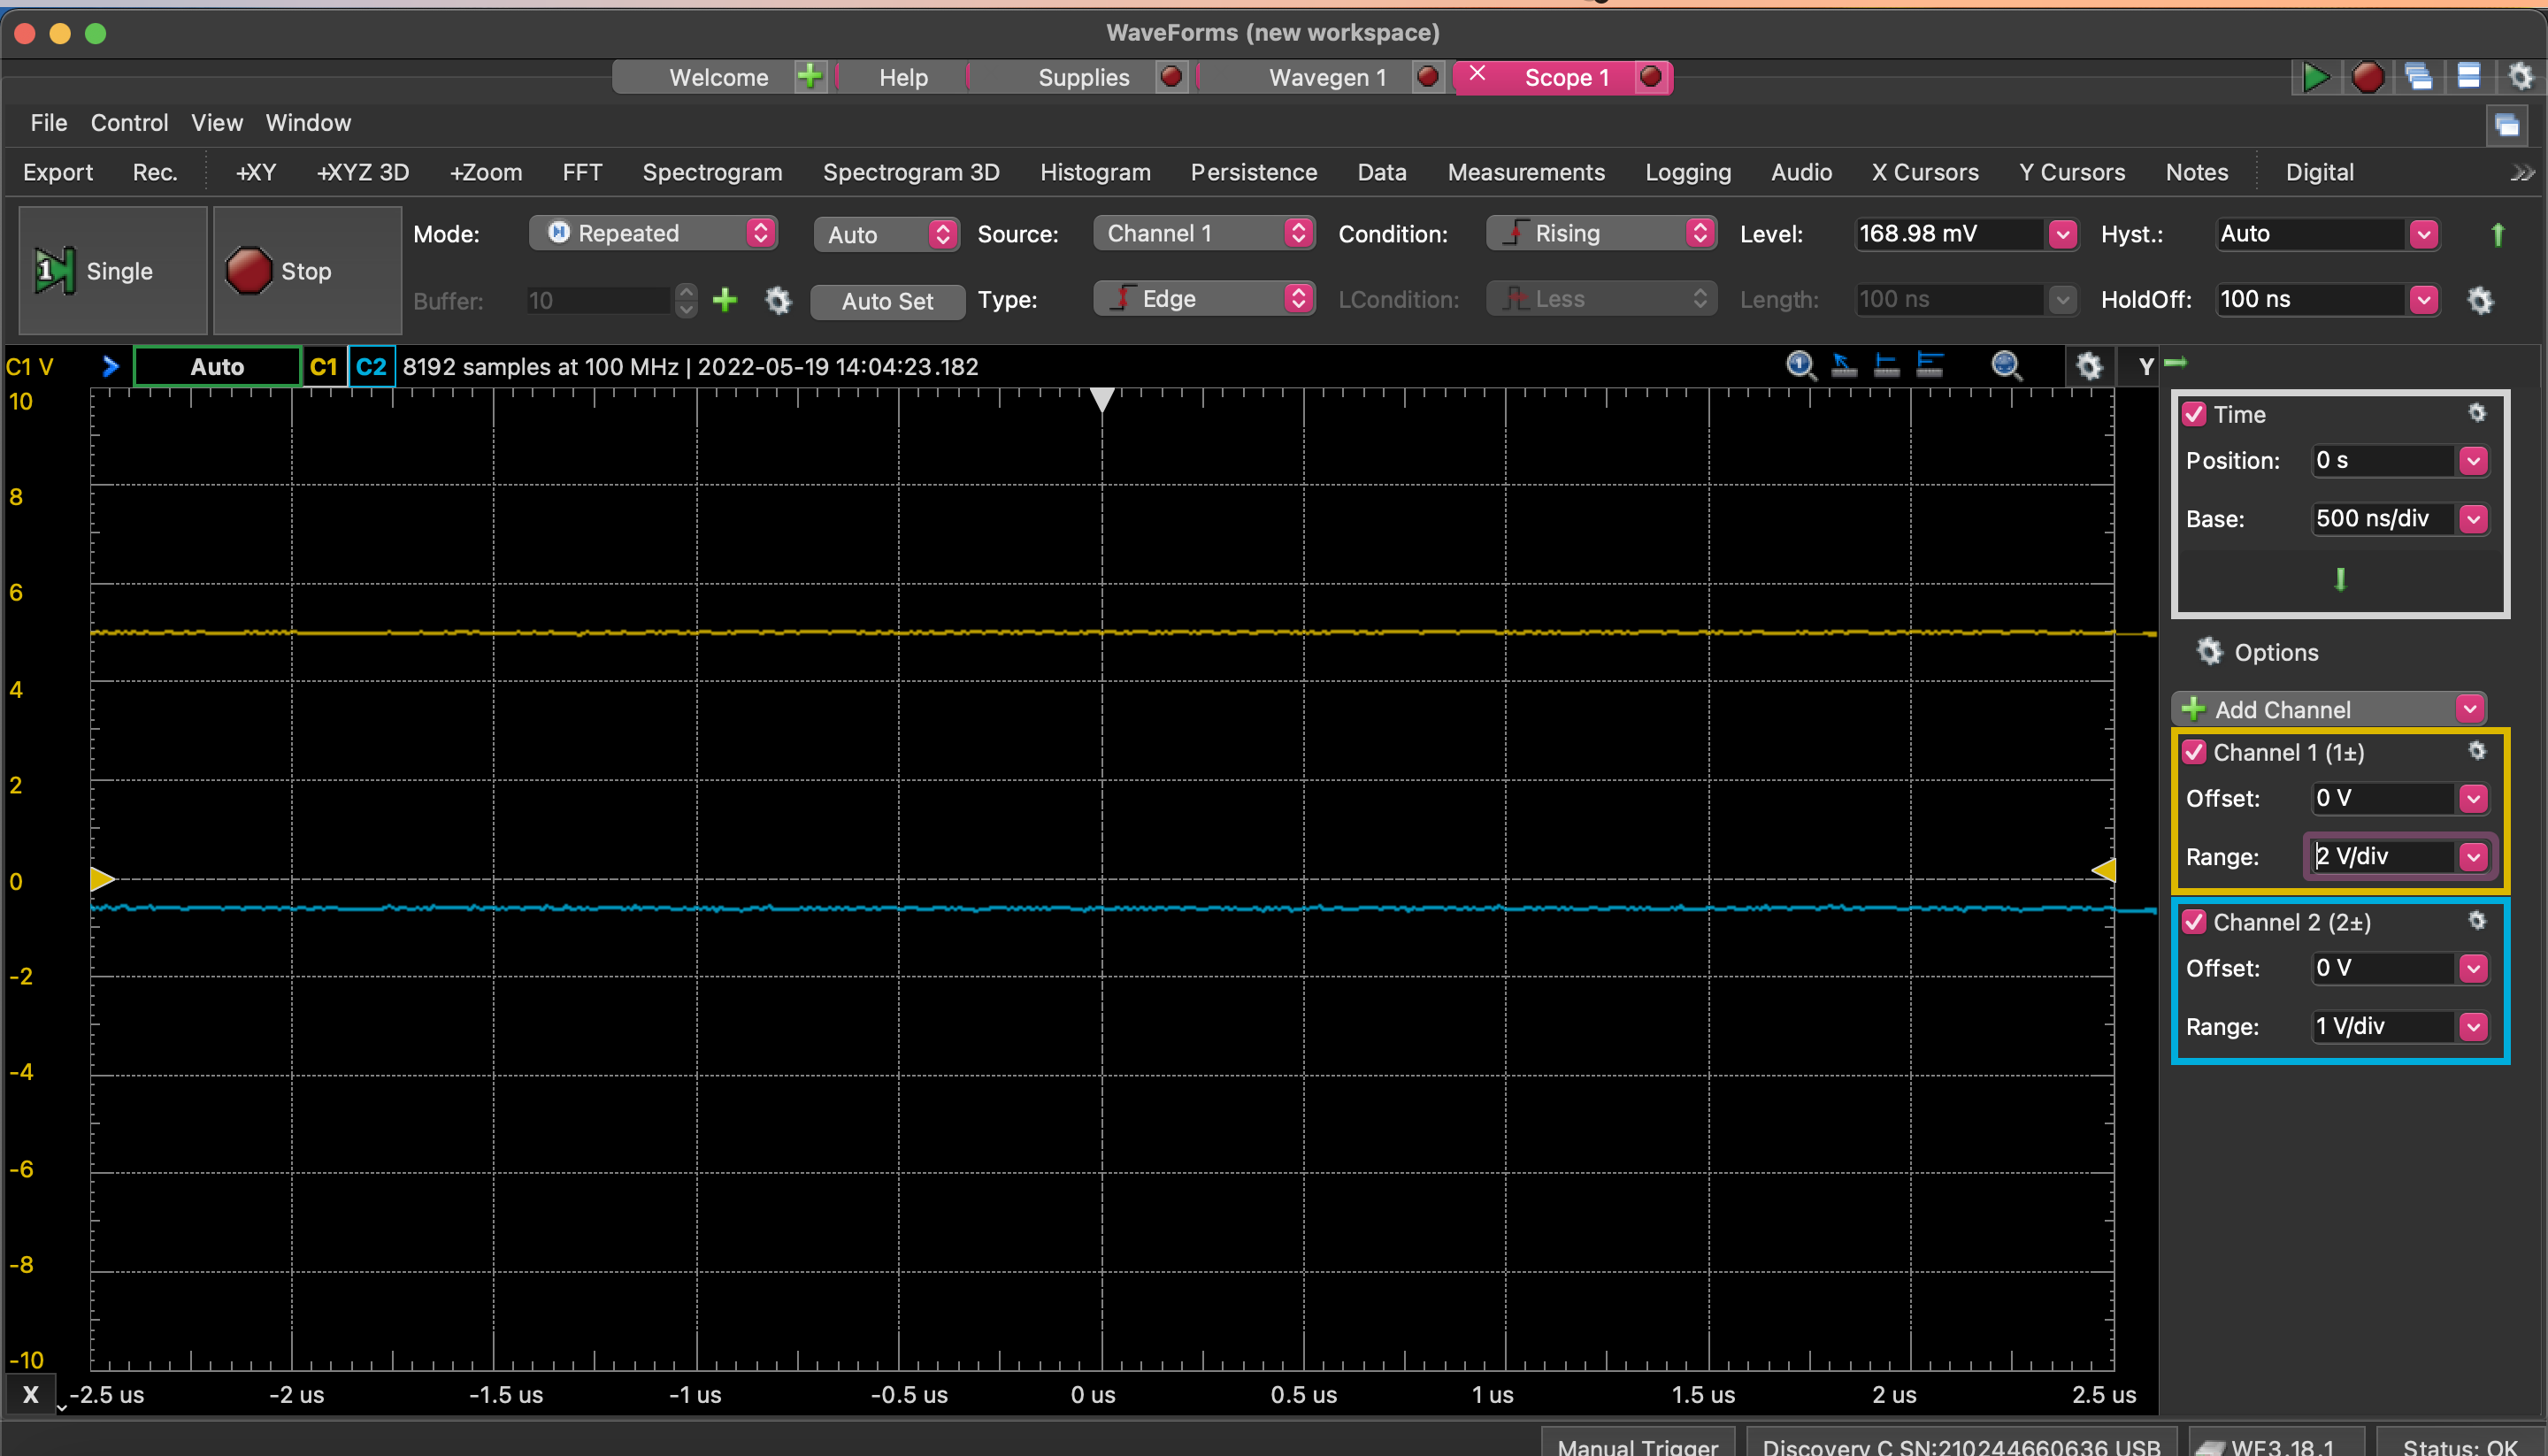 WaveForms (new workspace)
Welcome Help Supplies Wavegen 1 Scope 1
File Control View Window
Export Rec. +XY +XYZ 3D +Zoom FFT Spectrogram Spectrogram 3D Histogram Persistence Data Measurements Logging Audio X Cursors Y Cursors Notes Digital
1 Single Stop Mode: Repeated Auto Source: Channel 1 Condition: Rising Level: 168.98 mV Hyst.: Auto
Buffer: 10 Auto Set Type: Edge LCondition: Less Length: 100 ns HoldOff: 100 ns
C1 V Auto C1 C2 8192 samples at 100 MHz | 2022-05-19 14:04:23.182 Y
10
8
6
4
2
0
-2
-4
-6
-8
-10
X -2.5 us -2 us -1.5 us -1 us -0.5 us 0 us 0.5 us 1 us 1.5 us 2 us 2.5 us
Time
Position: 0 s
Base: 500 ns/div
Options
Add Channel
Channel 1 (1±)
Offset: 0 V
Range: 2 V/div
Channel 2 (2±)
Offset: 0 V
Range: 1 V/div
Manual Trigger Discovery C SN:210244660636 USB WF3.18.1 Status: OK